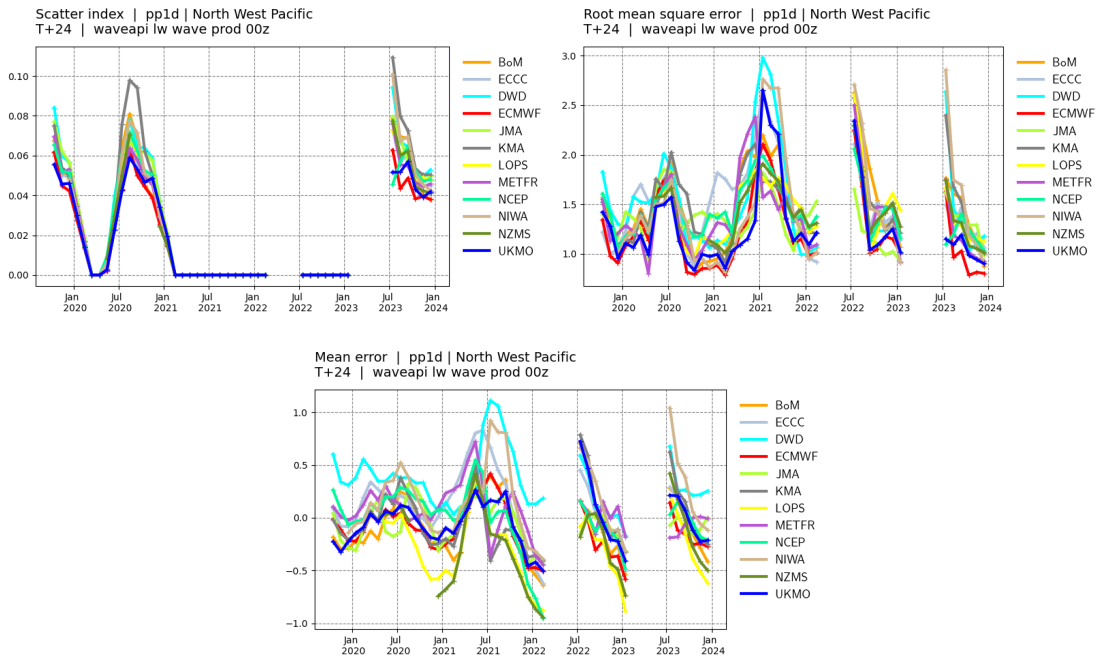 Scatter index | pp1d | North West Pacific
T+24 | waveapi lw wave prod 00z
0.10
0.08
0.06
0.04
0.02
0.00
Jan Jul Jan Jul Jan Jul Jan Jul Jan
2020 2020 2021 2021 2022 2022 2023 2023 2024
BoM
ECCC
DWD
ECMWF
JMA
KMA
LOPS
METFR
NCEP
NIWA
NZMS
UKMO
Root mean square error | pp1d | North West Pacific
T+24 | waveapi lw wave prod 00z
3.0
2.5
2.0
1.5
1.0
Jan Jul Jan Jul Jan Jul Jan Jul Jan
2020 2020 2021 2021 2022 2022 2023 2023 2024
BoM
ECCC
DWD
ECMWF
JMA
KMA
LOPS
METFR
NCEP
NIWA
NZMS
UKMO
Mean error | pp1d | North West Pacific
T+24 | waveapi lw wave prod 00z
1.0
0.5
0.0
−0.5
−1.0
Jan Jul Jan Jul Jan Jul Jan Jul Jan
2020 2020 2021 2021 2022 2022 2023 2023 2024
BoM
ECCC
DWD
ECMWF
JMA
KMA
LOPS
METFR
NCEP
NIWA
NZMS
UKMO